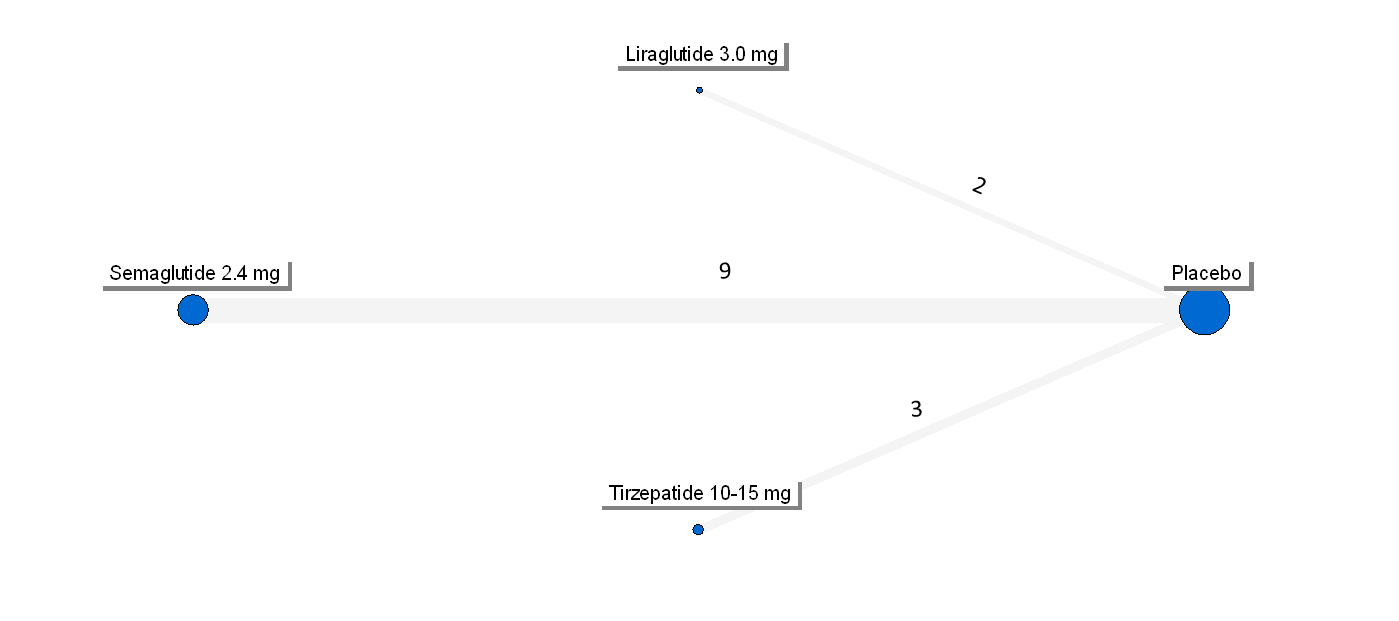 Liraglutide 3.0 mg
2
Semaglutide 2.4 mg
9
Placebo
3
Tirzepatide 10-15 mg